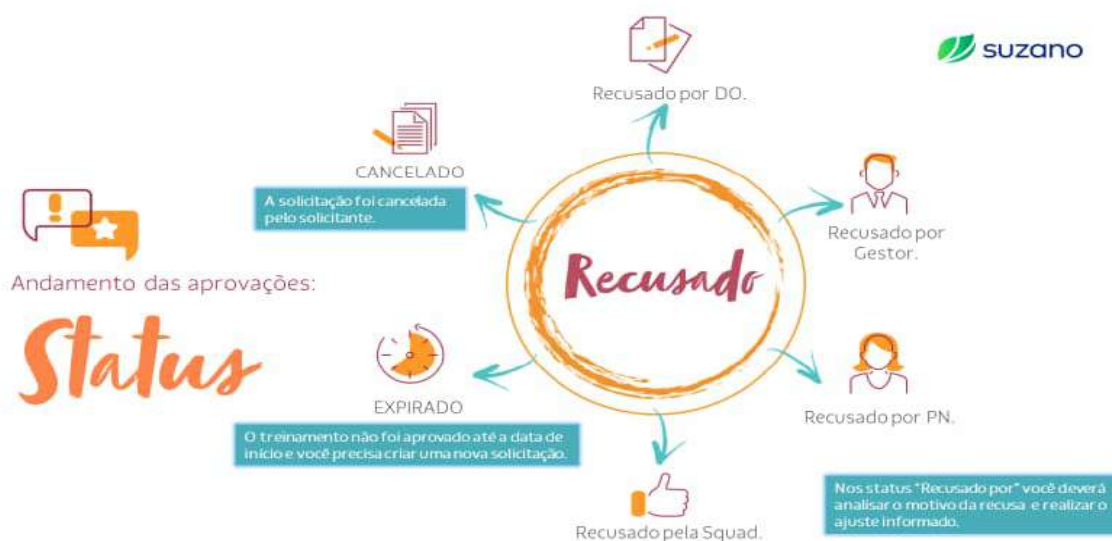 suzano
Recusado por DO.
CANCELADO
A solicitação foi cancelada
pelo solicitante.
Andamento das aprovações:
Status
Recusado
Recusado por
Gestor.
EXPIRADO
O treinamento não foi aprovado até a data de
início e você precisa criar uma nova solicitação.
Recusado por PN.
Recusado pela Squad.
Nos status "Recusado por" você deverá
analisar o motivo da recusa e realizar o
ajuste informado.